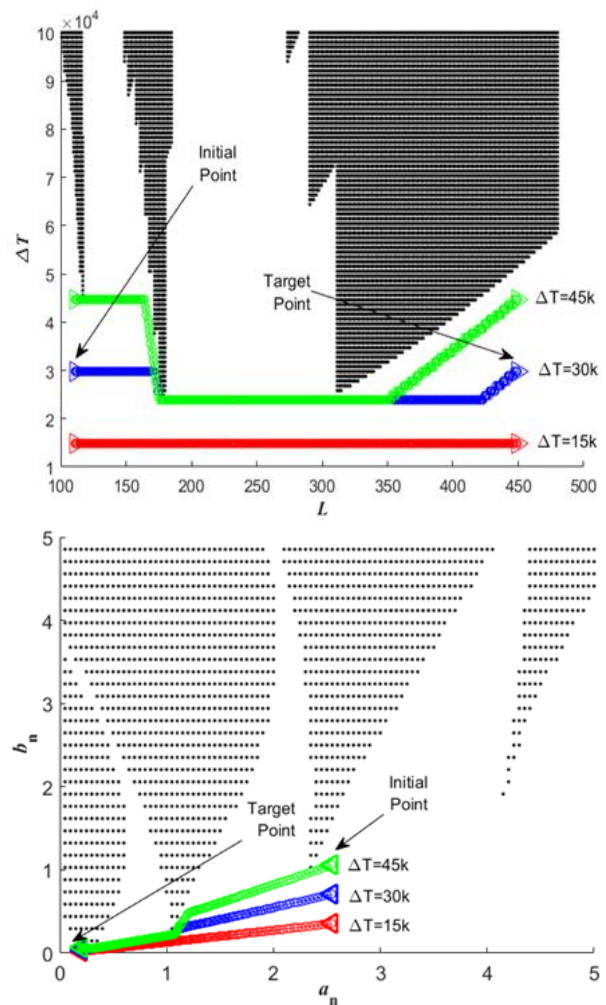 ×10⁴
10
9
8
7
6
5
4
3
2
1
ΔT
Initial
Point
Target
Point
ΔT=45k
ΔT=30k
ΔT=15k
100 150 200 250 300 350 400 450 500
L
5
4
3
2
1
0
bn
Target
Point
Initial
Point
ΔT=45k
ΔT=30k
ΔT=15k
0 1 2 3 4 5
an